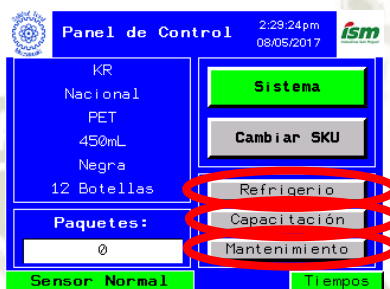 Panel de Control
2:29:24pm
08/05/2017
ism
KR
Nacional
PET
450mL
Negra
12 Botellas
Paquetes:
0
Sistema
Cambiar SKU
Refrigerio
Capacitación
Mantenimiento
Sensor Normal
Tiempos